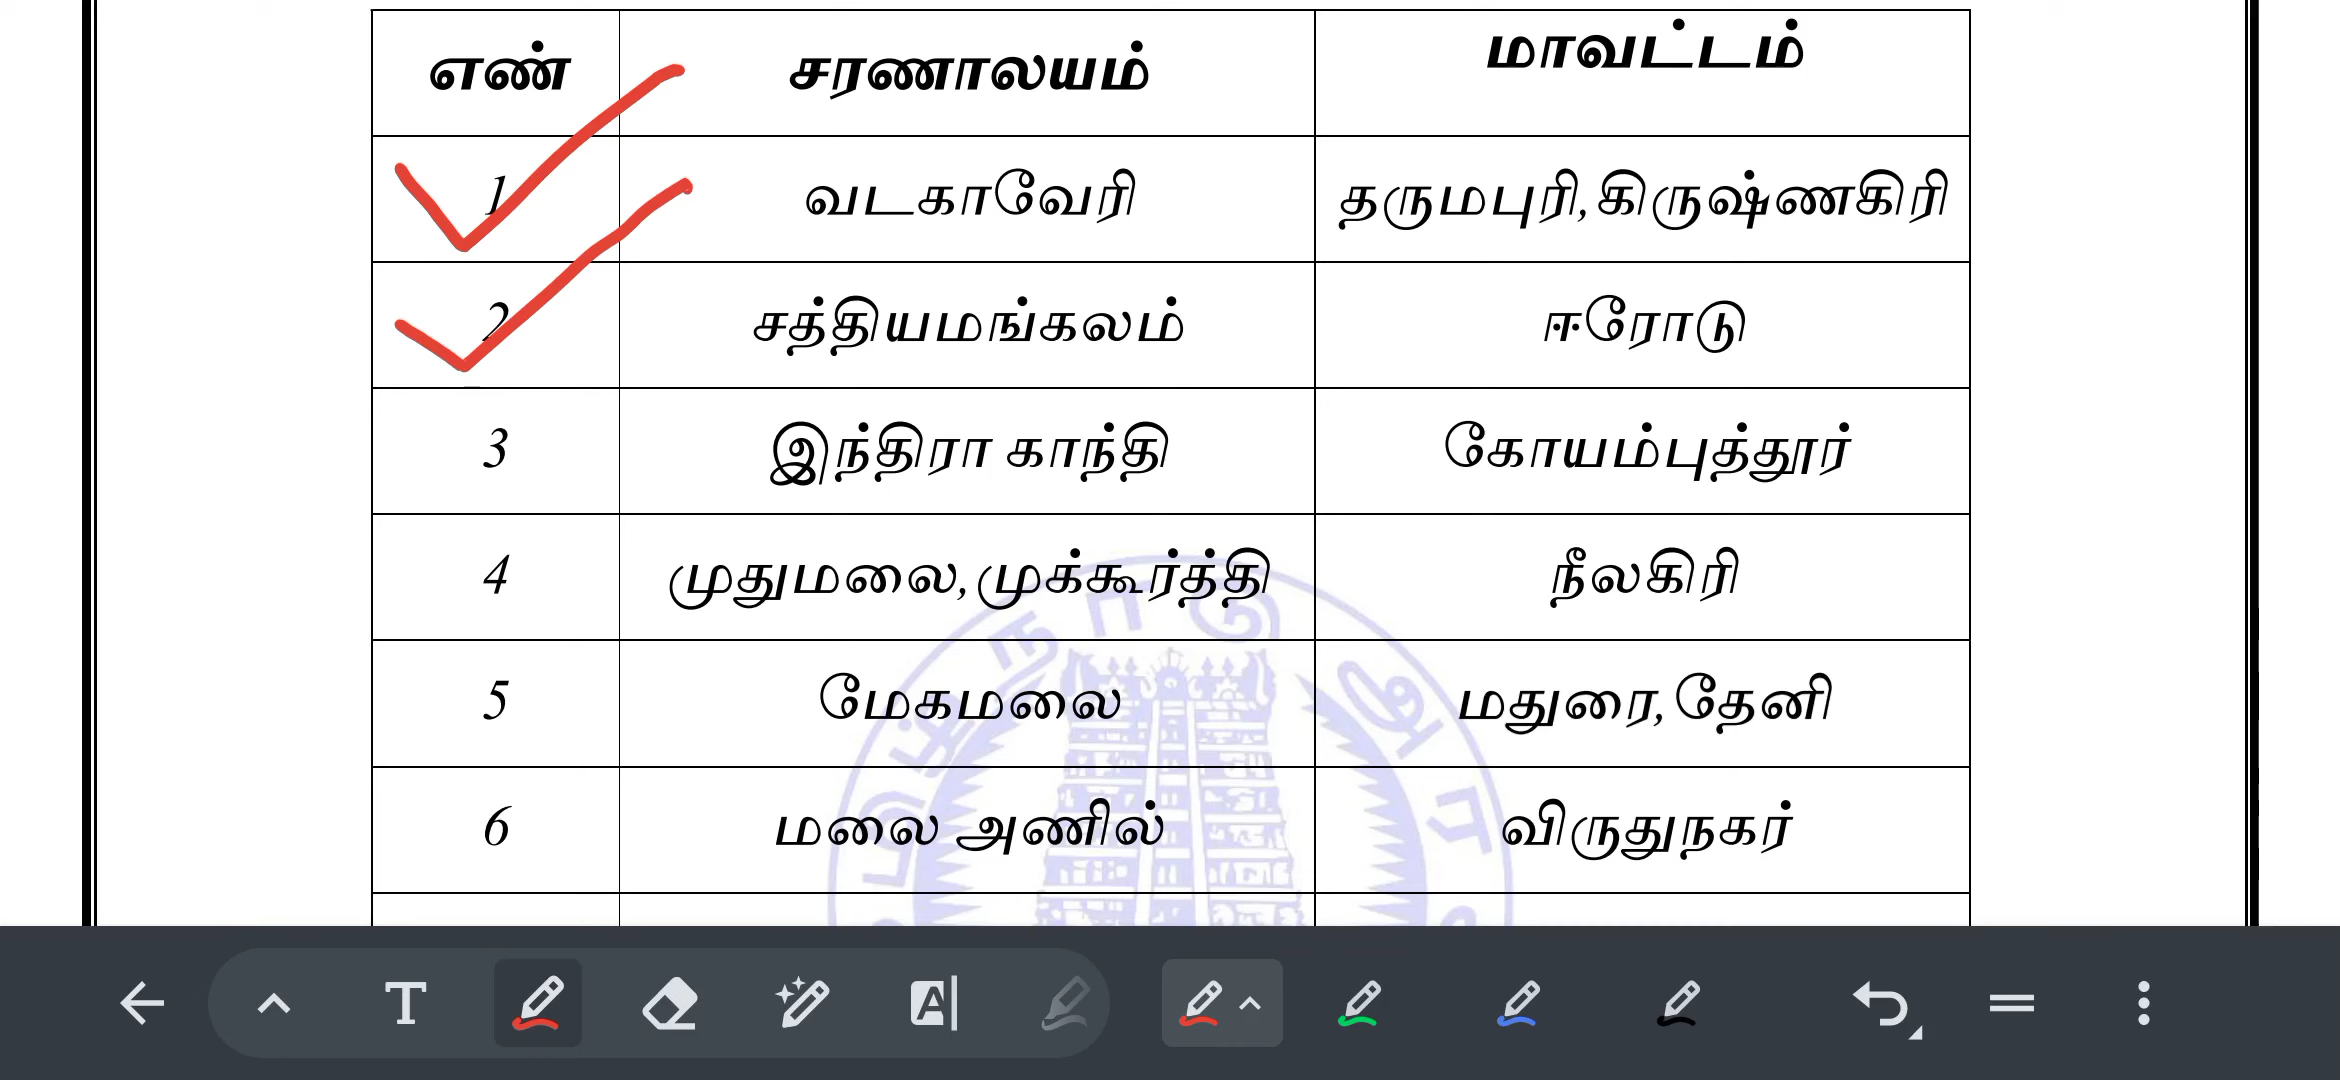 எண் சரணாலயம் மாவட்டம்
1 வடகாவேரி தருமபுரி,கிருஷ்ணகிரி
2 சத்தியமங்கலம் ஈரோடு
3 இந்திரா காந்தி கோயம்புத்தூர்
4 முதுமலை,முக்கூர்த்தி நீலகிரி
5 மேகமலை மதுரை,தேனி
6 மலை அணில் விருதுநகர்